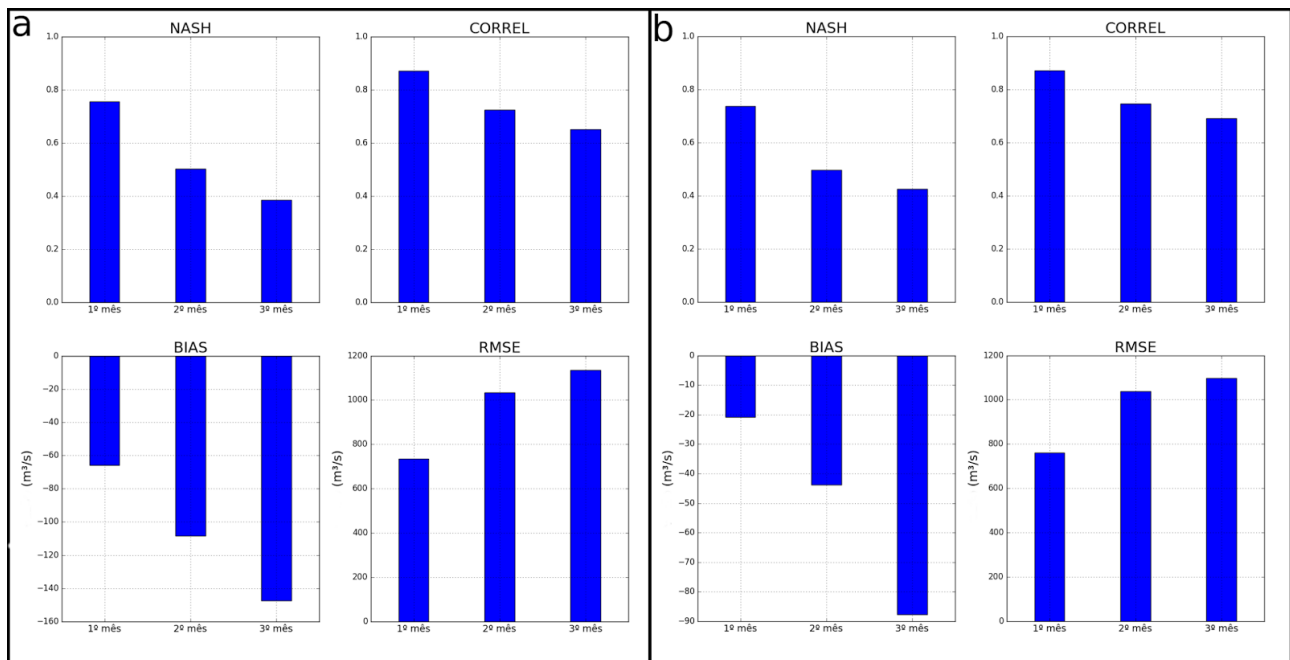 a
NASH
1.0
0.8
0.6
0.4
0.2
0.0
1º mês
2º mês
3º mês
CORREL
1.0
0.8
0.6
0.4
0.2
0.0
1º mês
2º mês
3º mês
BIAS
(m³/s)
0
−20
−40
−60
−80
−100
−120
−140
−160
1º mês
2º mês
3º mês
RMSE
1200
1000
800
600
400
200
0
1º mês
2º mês
3º mês
b
NASH
1.0
0.8
0.6
0.4
0.2
0.0
1º mês
2º mês
3º mês
CORREL
1.0
0.8
0.6
0.4
0.2
0.0
1º mês
2º mês
3º mês
BIAS
(m³/s)
0
−10
−20
−30
−40
−50
−60
−70
−80
−90
1º mês
2º mês
3º mês
RMSE
1200
1000
800
600
400
200
0
1º mês
2º mês
3º mês